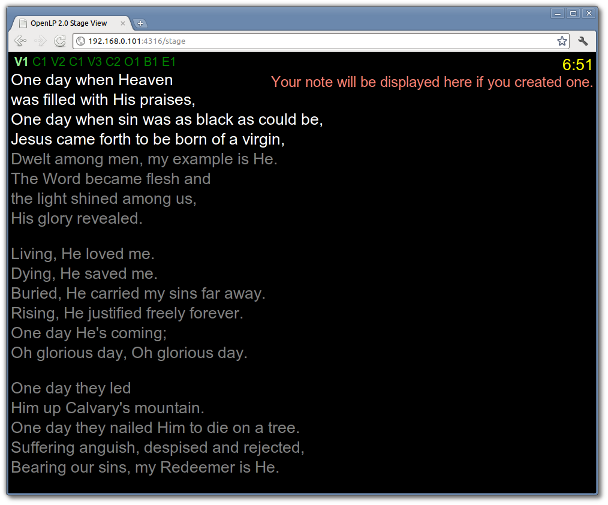 OpenLP 2.0 Stage View
192.168.0.101:4316/stage
V1 C1 V2 C1 V3 C2 O1 B1 E1
6:51
Your note will be displayed here if you created one.
One day when Heaven
was filled with His praises,
One day when sin was as black as could be,
Jesus came forth to be born of a virgin,
Dwelt among men, my example is He.
The Word became flesh and
the light shined among us,
His glory revealed.
Living, He loved me.
Dying, He saved me.
Buried, He carried my sins far away.
Rising, He justified freely forever.
One day He's coming;
Oh glorious day, Oh glorious day.
One day they led
Him up Calvary's mountain.
One day they nailed Him to die on a tree.
Suffering anguish, despised and rejected,
Bearing our sins, my Redeemer is He.